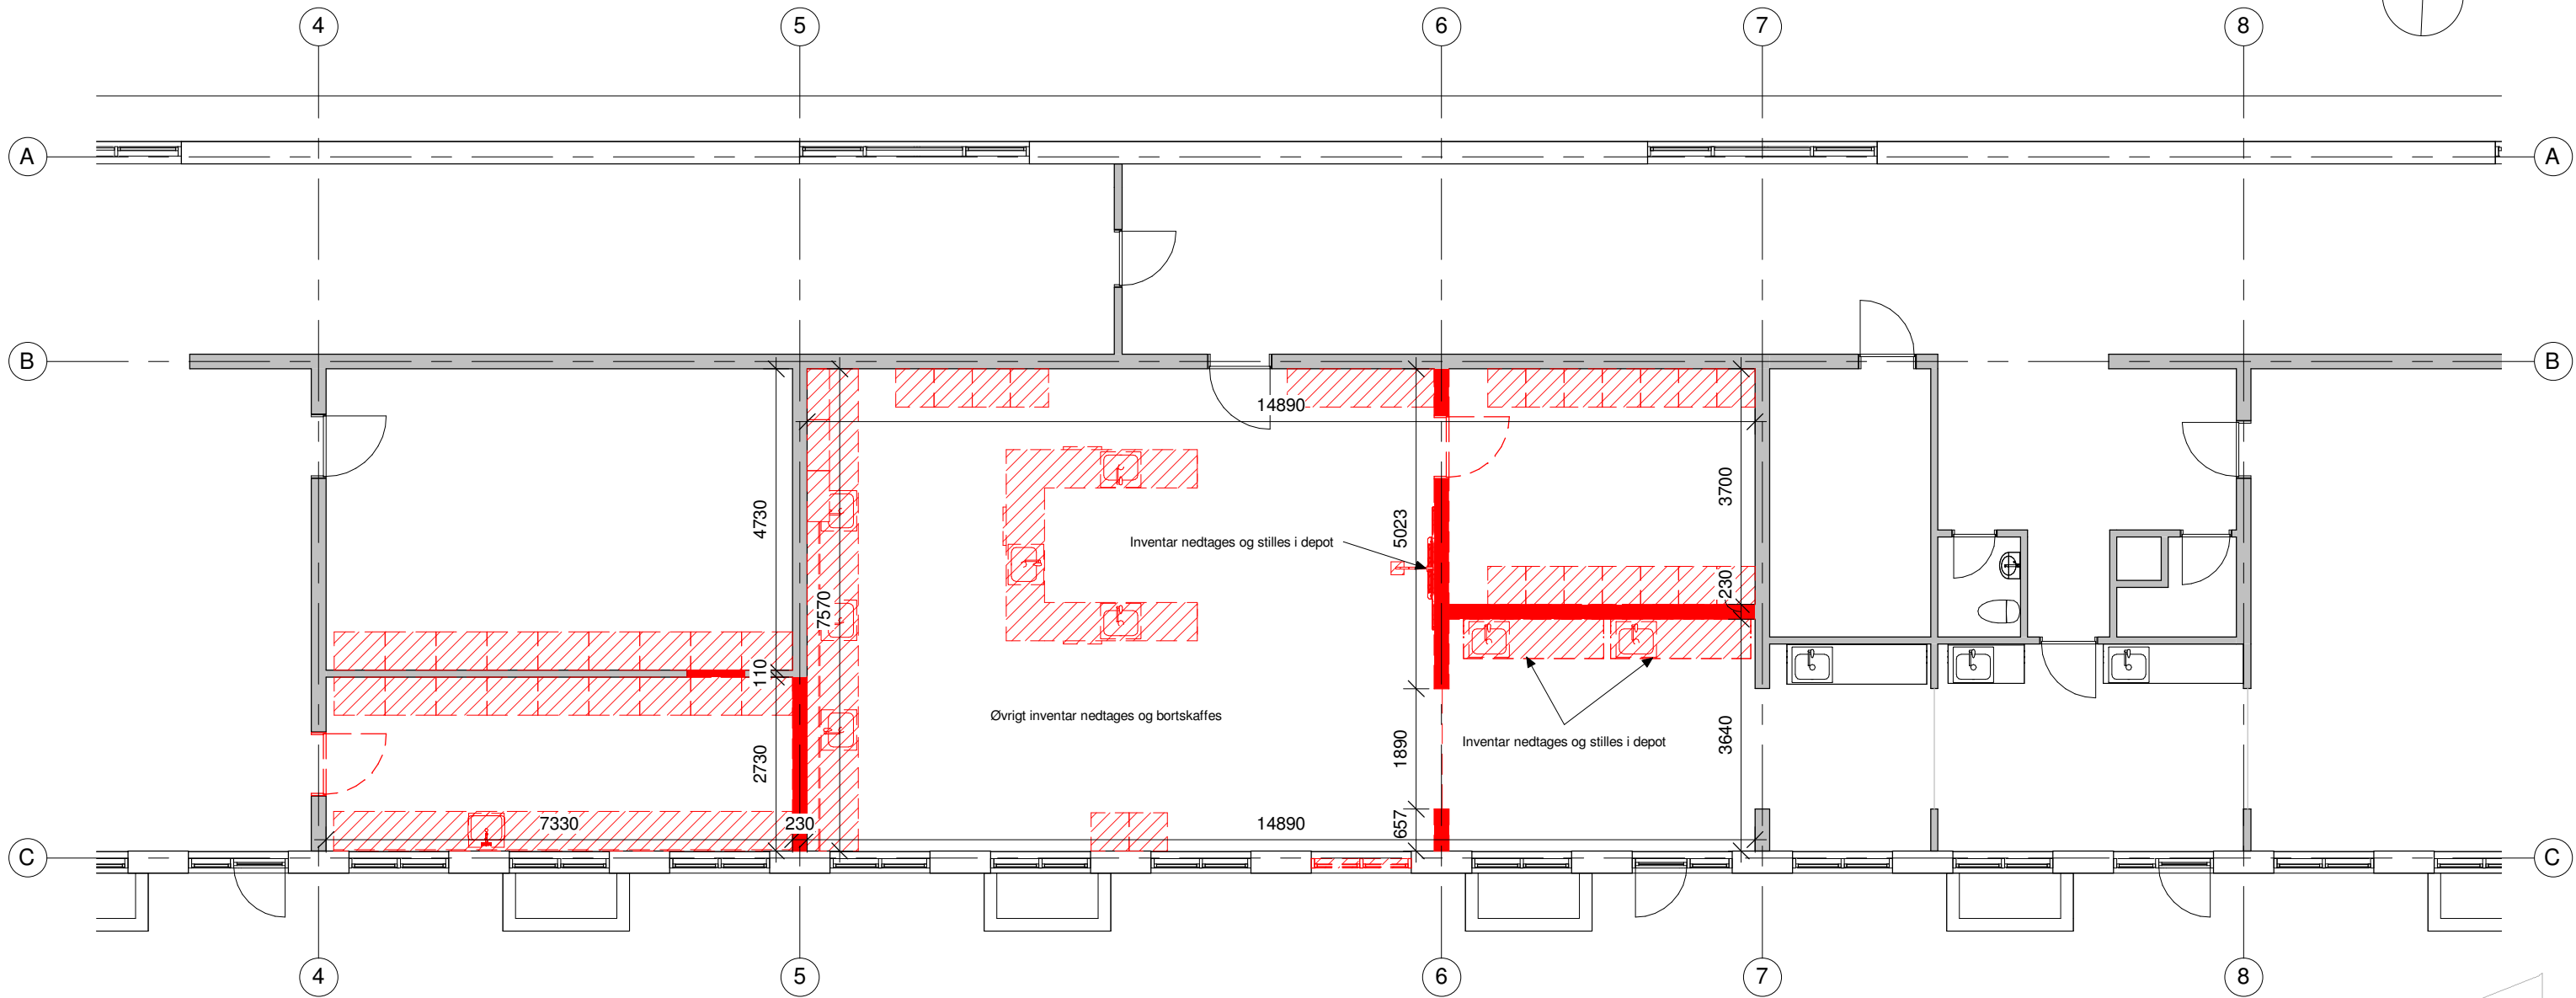 4 5 6 7 8
A A
B B
14890
4730
5023
3700
Inventar nedtages og stilles i depot
7570
230
110
Øvrigt inventar nedtages og bortskaffes
1890
3640
Inventar nedtages og stilles i depot
2730
7330 230 14890
657
C C
4 5 6 7 8